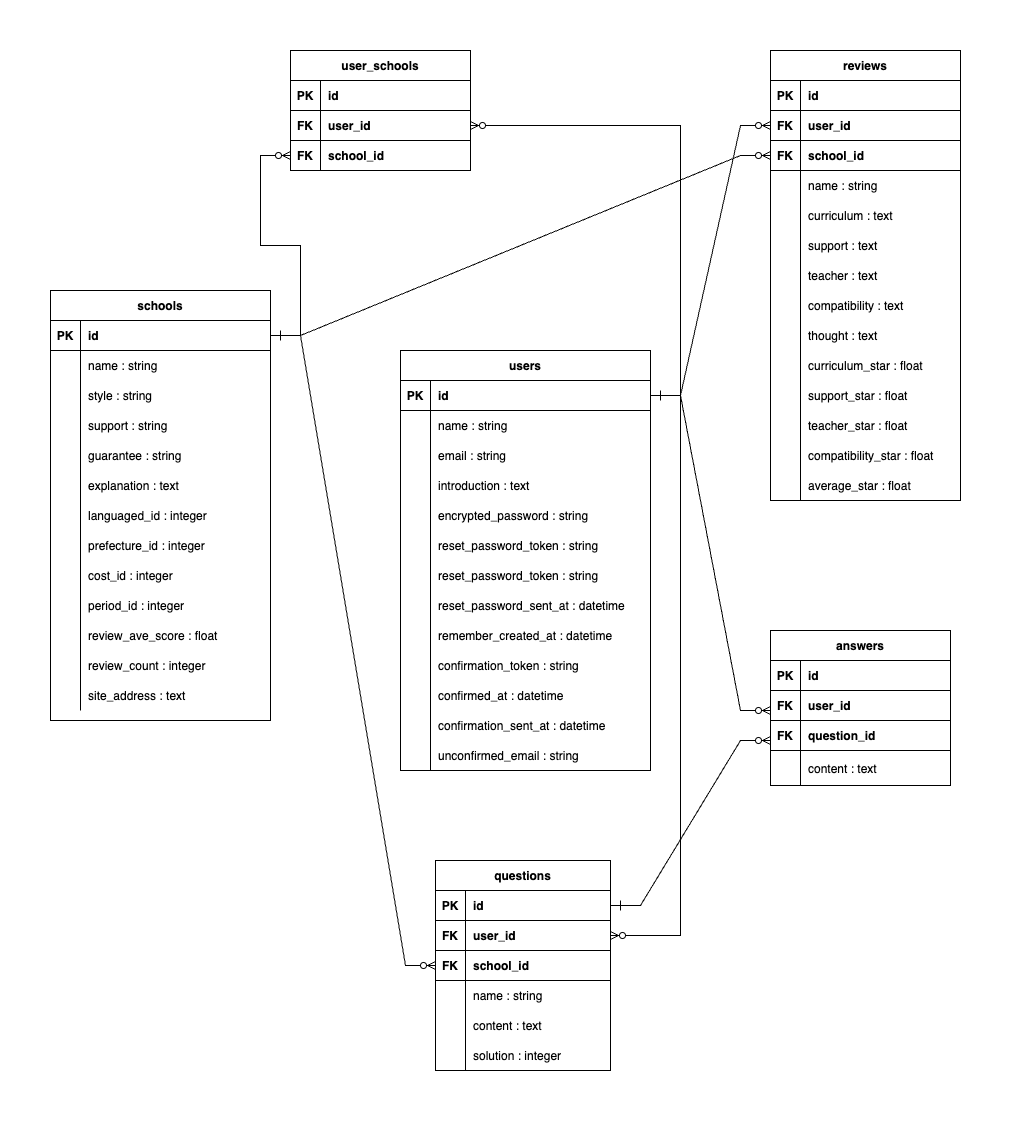 user_schools
PK id
FK user_id
FK school_id
reviews
PK id
FK user_id
FK school_id
name : string
curriculum : text
support : text
teacher : text
compatibility : text
thought : text
curriculum_star : float
support_star : float
teacher_star : float
compatibility_star : float
average_star : float
schools
PK id
name : string
style : string
support : string
guarantee : string
explanation : text
languaged_id : integer
prefecture_id : integer
cost_id : integer
period_id : integer
review_ave_score : float
review_count : integer
site_address : text
users
PK id
name : string
email : string
introduction : text
encrypted_password : string
reset_password_token : string
reset_password_token : string
reset_password_sent_at : datetime
remember_created_at : datetime
confirmation_token : string
confirmed_at : datetime
confirmation_sent_at : datetime
unconfirmed_email : string
answers
PK id
FK user_id
FK question_id
content : text
questions
PK id
FK user_id
FK school_id
name : string
content : text
solution : integer